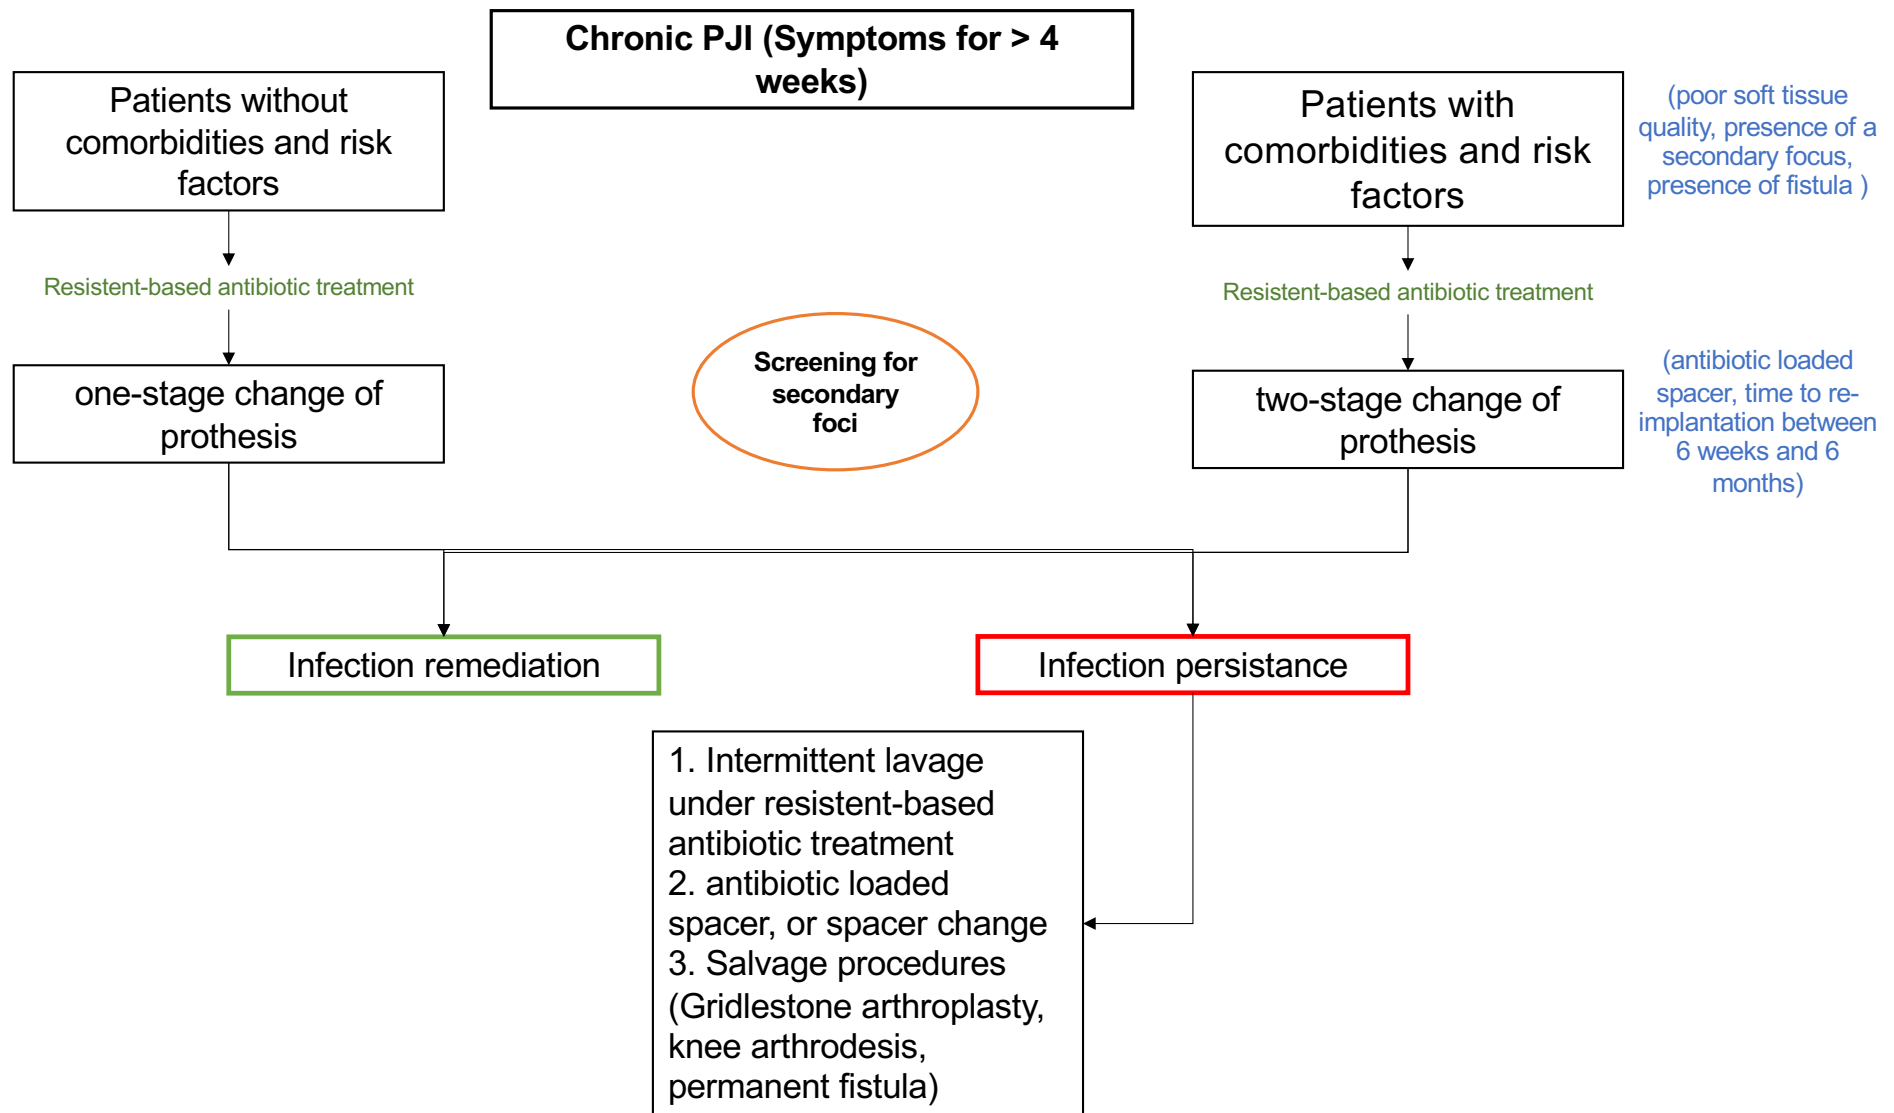 Chronic PJI (Symptoms for > 4
weeks)
Patients without
comorbidities and risk
factors
Patients with
comorbidities and risk
factors
(poor soft tissue
quality, presence of a
secondary focus,
presence of fistula )
Resistent-based antibiotic treatment
Resistent-based antibiotic treatment
one-stage change of
prothesis
Screening for
secondary
foci
two-stage change of
prothesis
(antibiotic loaded
spacer, time to re-
implantation between
6 weeks and 6
months)
Infection remediation
Infection persistance
1. Intermittent lavage
under resistent-based
antibiotic treatment
2. antibiotic loaded
spacer, or spacer change
3. Salvage procedures
(Gridlestone arthroplasty,
knee arthrodesis,
permanent fistula)